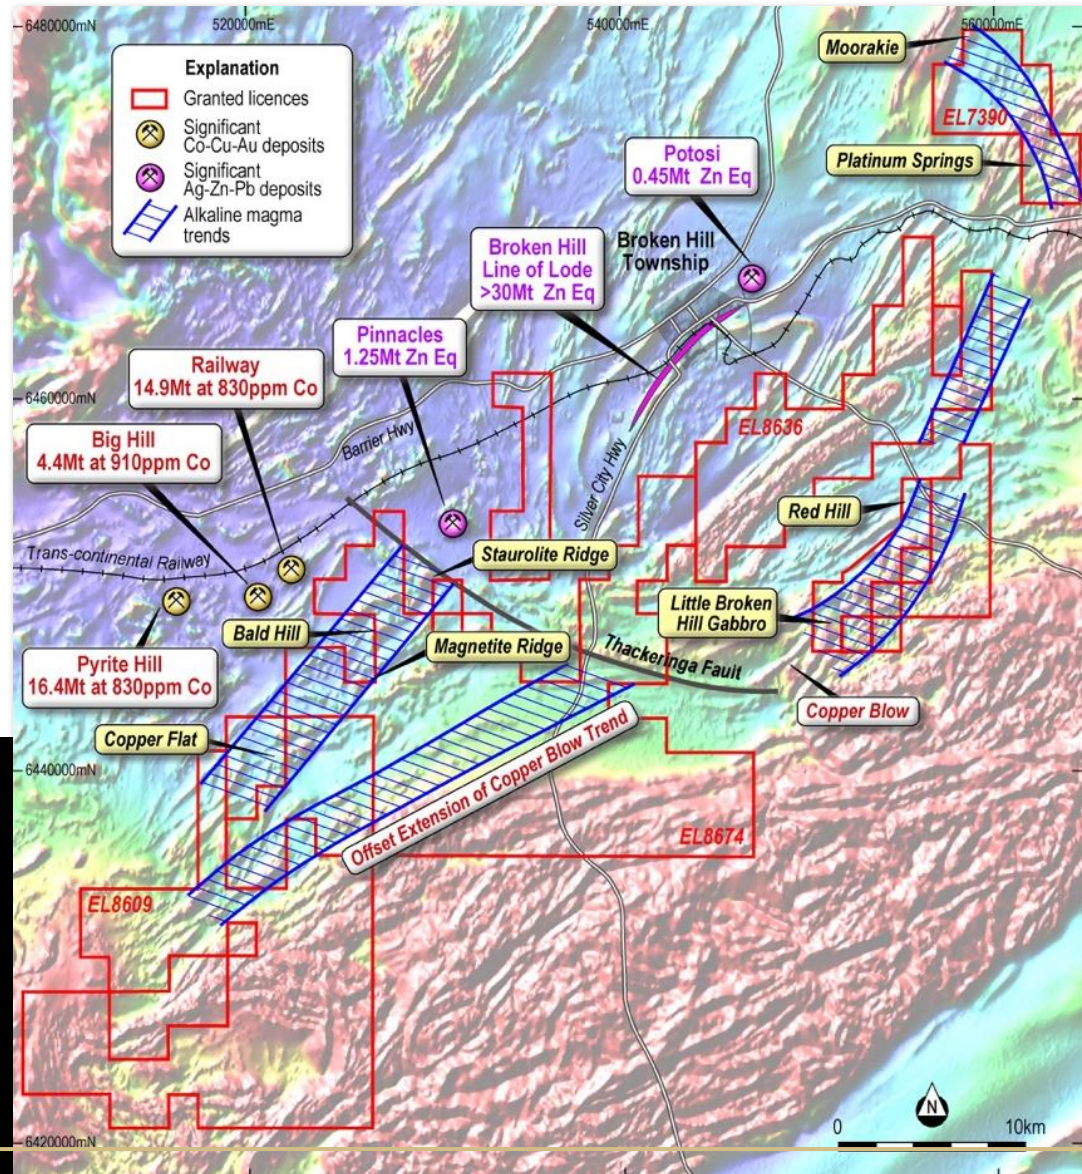 6480000mN
520000mE
540000mE
560000mE
Explanation
Granted licences
Significant
Co-Cu-Au deposits
Significant
Ag-Zn-Pb deposits
Alkaline magma
trends
Moorakie
EL7390
Platinum Springs
Potosi
0.45Mt Zn Eq
Broken Hill
Line of Lode
>30Mt Zn Eq
Broken Hill
Township
Pinnacles
1.25Mt Zn Eq
Railway
14.9Mt at 830ppm Co
6460000mN
Big Hill
4.4Mt at 910ppm Co
Barrier Hwy
EL8636
Silver City Hwy
Red Hill
Trans-continental Railway
Staurolite Ridge
Little Broken
Hill Gabbro
Bald Hill
Magnetite Ridge
Thackeringa Fault
Pyrite Hill
16.4Mt at 830ppm Co
Copper Blow
Copper Flat
6440000mN
Offset Extension of Copper Blow Trend
EL8674
EL8609
N
0
10km
6420000mN